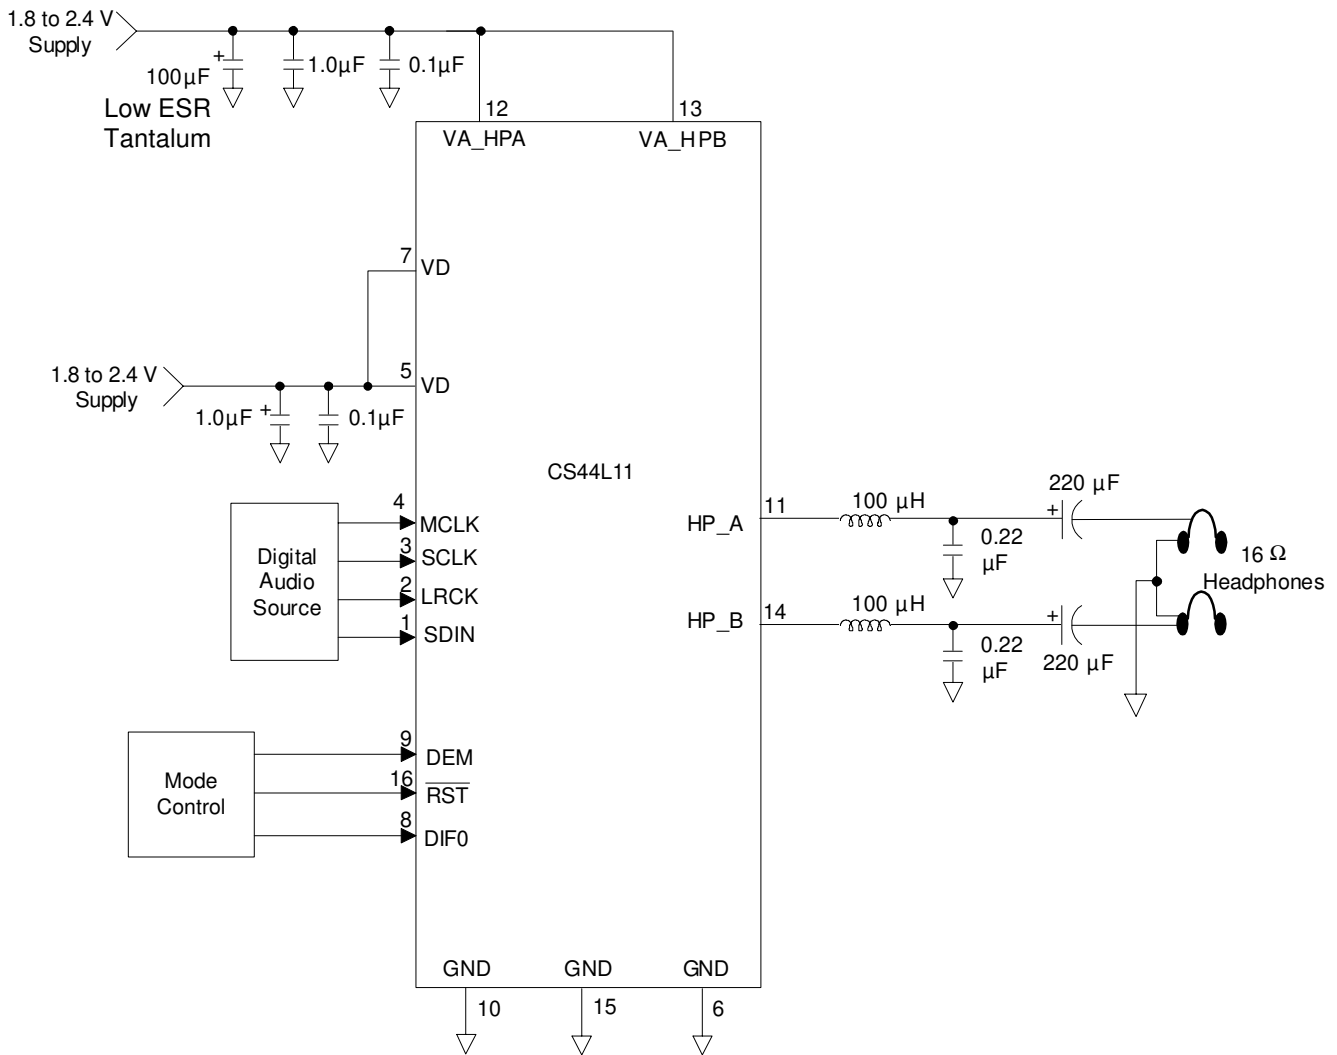 1.8 to 2.4 V
Supply
+
100µF
1.0µF
0.1µF
Low ESR
Tantalum
12
13
VA_HPA
VA_HPB
7
VD
1.8 to 2.4 V
Supply
5
VD
1.0µF
+
0.1µF
CS44L11
Digital
Audio
Source
4
MCLK
3
SCLK
2
LRCK
1
SDIN
HP_A
11
100 µH
0.22
µF
+
220 µF
16 Ω
Headphones
HP_B
14
100 µH
0.22
µF
+
220 µF
Mode
Control
9
DEM
16
RST
8
DIF0
GND
GND
GND
10
15
6